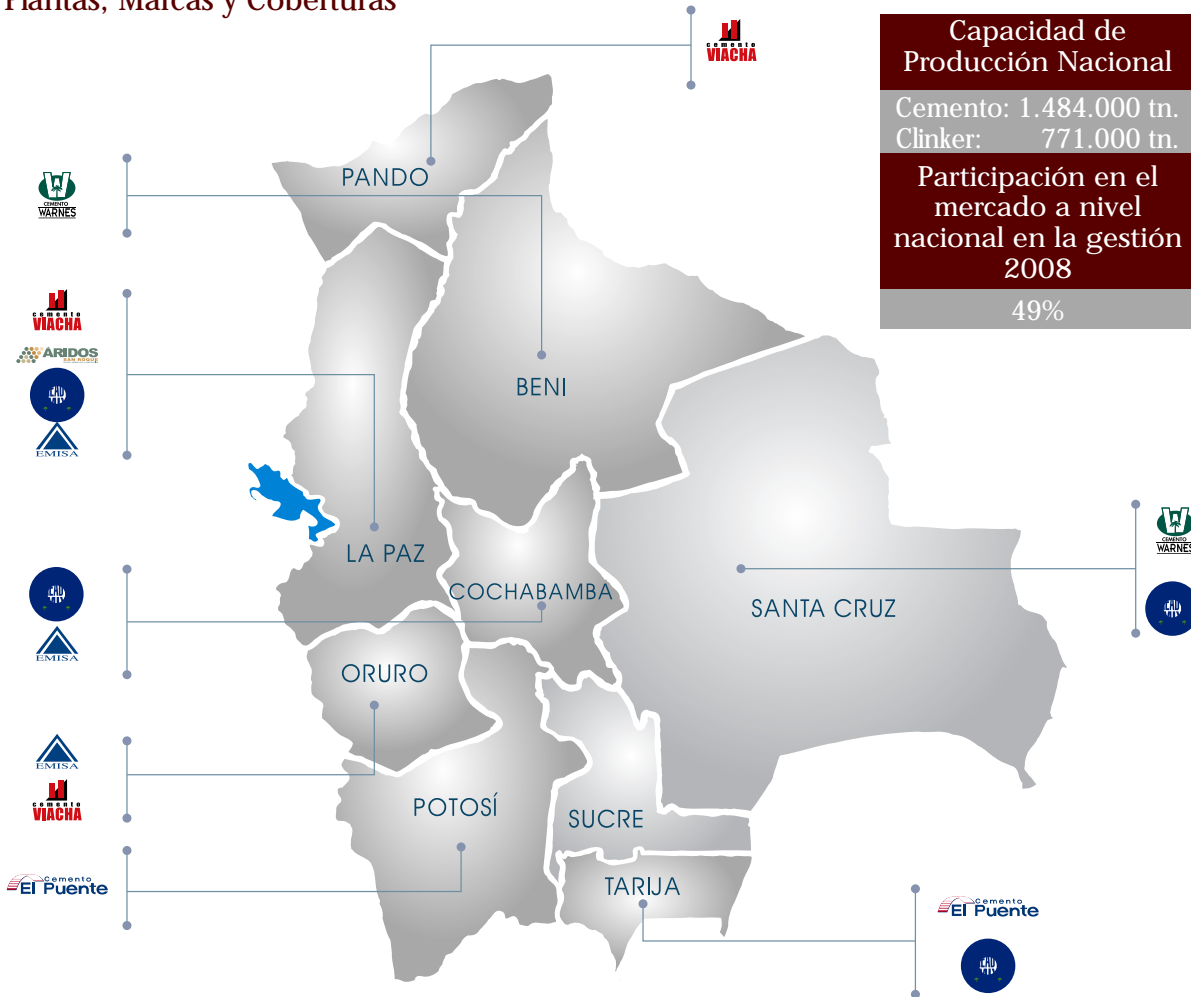 Plantas, Marcas y Coberturas
cemento
VIACHA
Capacidad de
Producción Nacional
Cemento: 1.484.000 tn.
Clinker: 771.000 tn.
Participación en el
mercado a nivel
nacional en la gestión
2008
49%
PANDO
CEMENTO
WARNES
BENI
cemento
VIACHA
ARIDOS
SAN ROQUE
EMISA
LA PAZ
COCHABAMBA
EMISA
SANTA CRUZ
CEMENTO
WARNES
ORURO
EMISA
cemento
VIACHA
POTOSÍ
SUCRE
Cemento
El Puente
TARIJA
Cemento
El Puente